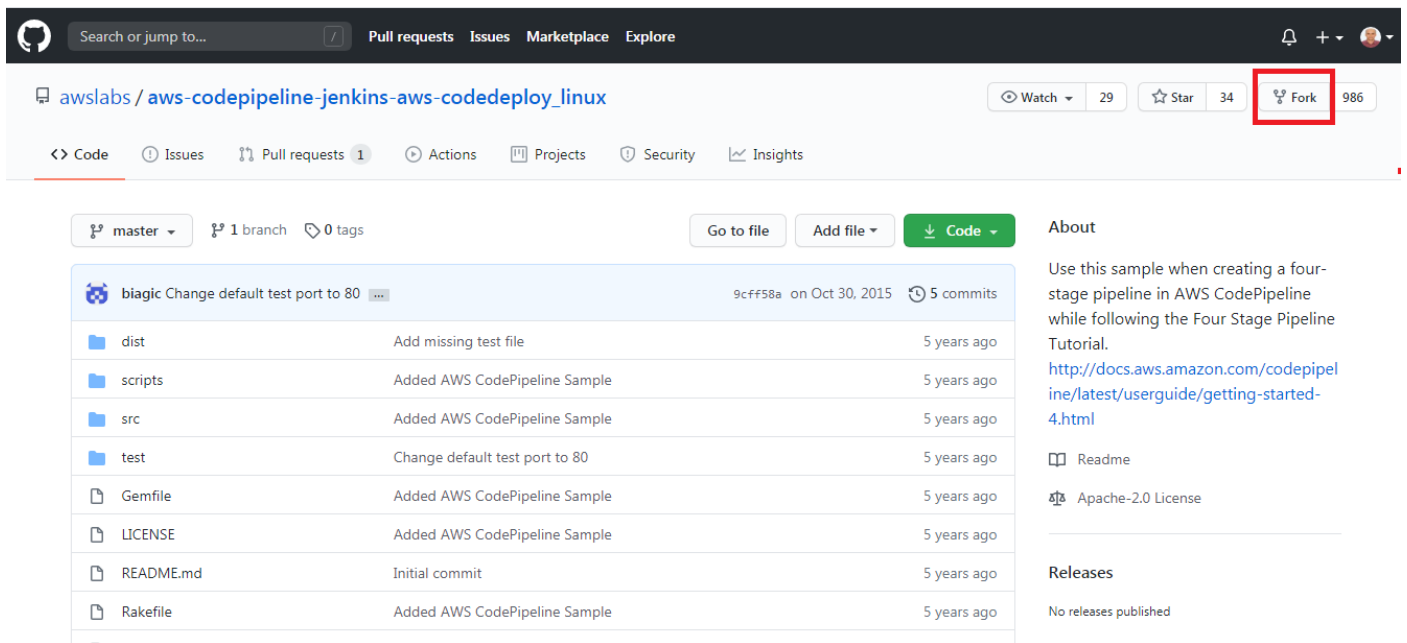 Search or jump to... / Pull requests Issues Marketplace Explore
awslabs / aws-codepipeline-jenkins-aws-codedeploy_linux Watch 29 Star 34 Fork 986
<> Code Issues Pull requests 1 Actions Projects Security Insights
master 1 branch 0 tags Go to file Add file Code
About
Use this sample when creating a four-
stage pipeline in AWS CodePipeline
while following the Four Stage Pipeline
Tutorial.
http://docs.aws.amazon.com/codepipel
ine/latest/userguide/getting-started-
4.html
Readme
Apache-2.0 License
Releases
No releases published
biagic Change default test port to 80 ... 9cff58a on Oct 30, 2015 5 commits
dist Add missing test file 5 years ago
scripts Added AWS CodePipeline Sample 5 years ago
src Added AWS CodePipeline Sample 5 years ago
test Change default test port to 80 5 years ago
Gemfile Added AWS CodePipeline Sample 5 years ago
LICENSE Added AWS CodePipeline Sample 5 years ago
README.md Initial commit 5 years ago
Rakefile Added AWS CodePipeline Sample 5 years ago